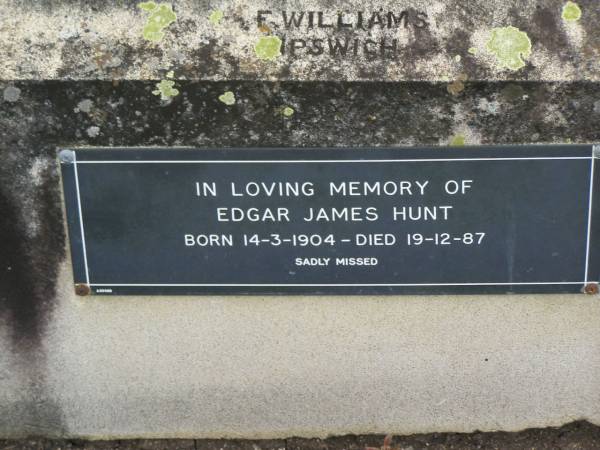 F. WILLIAMS
IPSWICH
IN LOVING MEMORY OF
EDGAR JAMES HUNT
BORN 14-3-1904 - DIED 19-12-87
SADLY MISSED